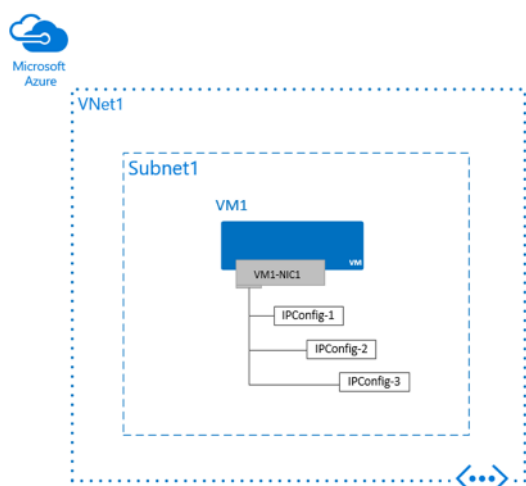 Microsoft
Azure
VNet1
Subnet1
VM1
VM
VM1-NIC1
IPConfig-1
IPConfig-2
IPConfig-3